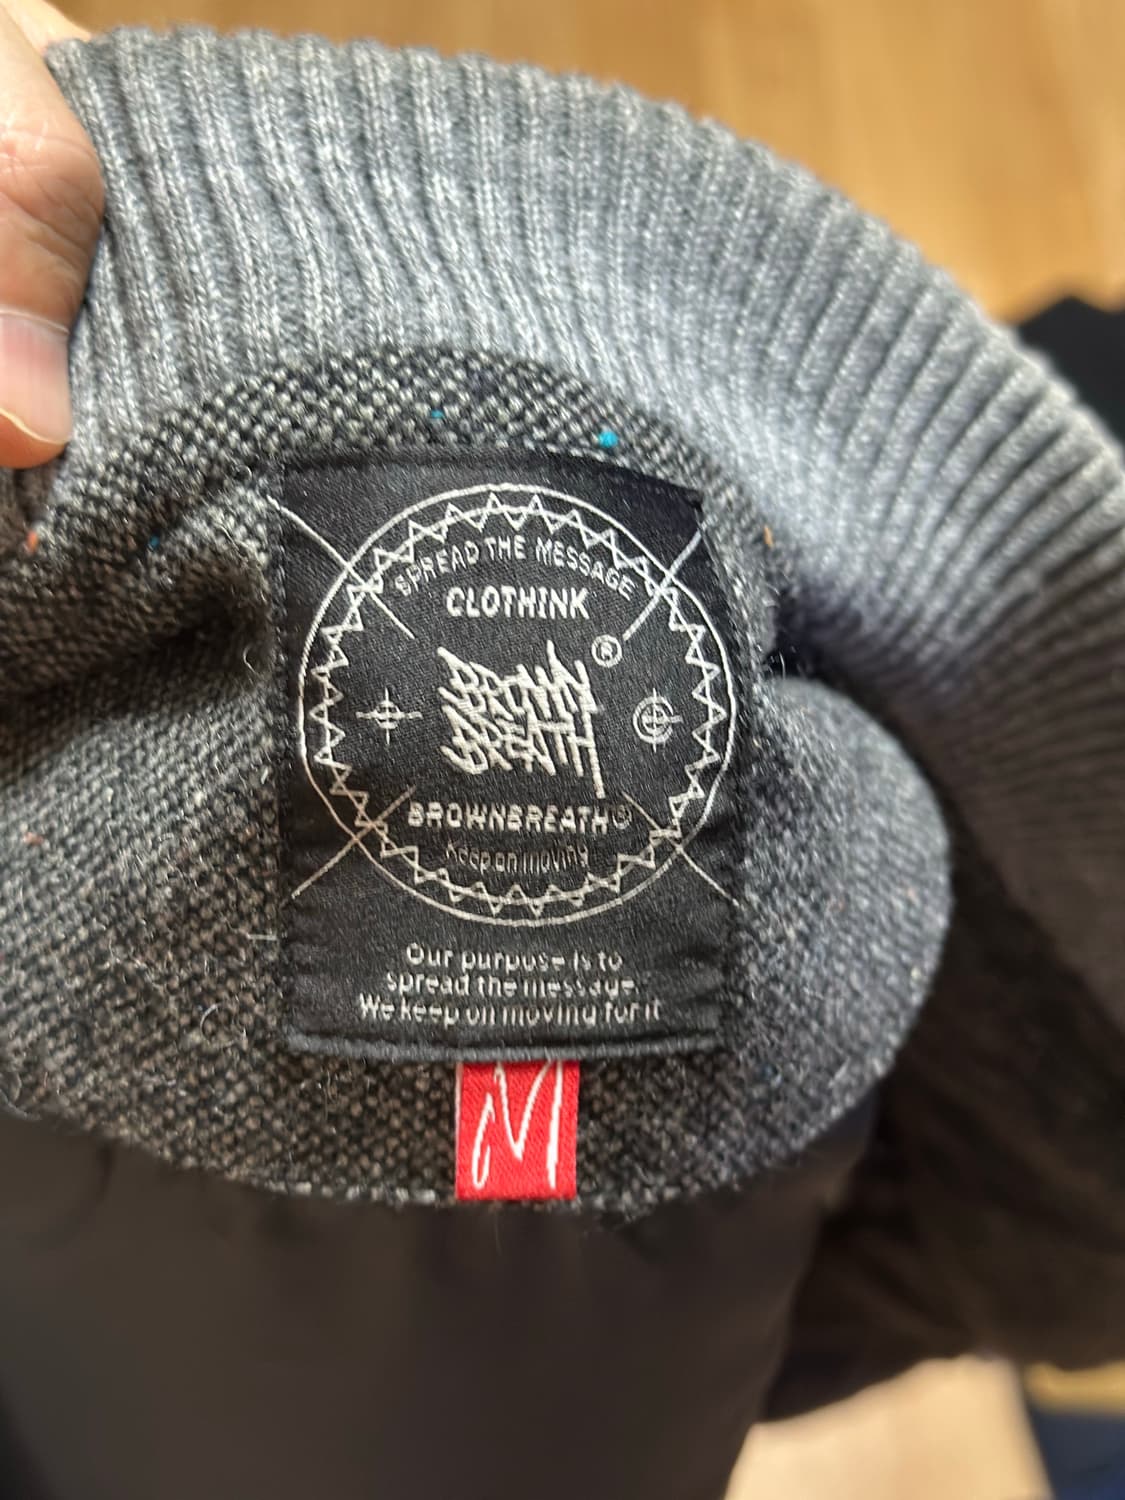 SPREAD THE MESSAGE
CLOTHINK
BROWN
BREATH
®
BROWNBREATH®
Keep on moving
Our purpose is to
spread the message.
We keep on moving for it
M